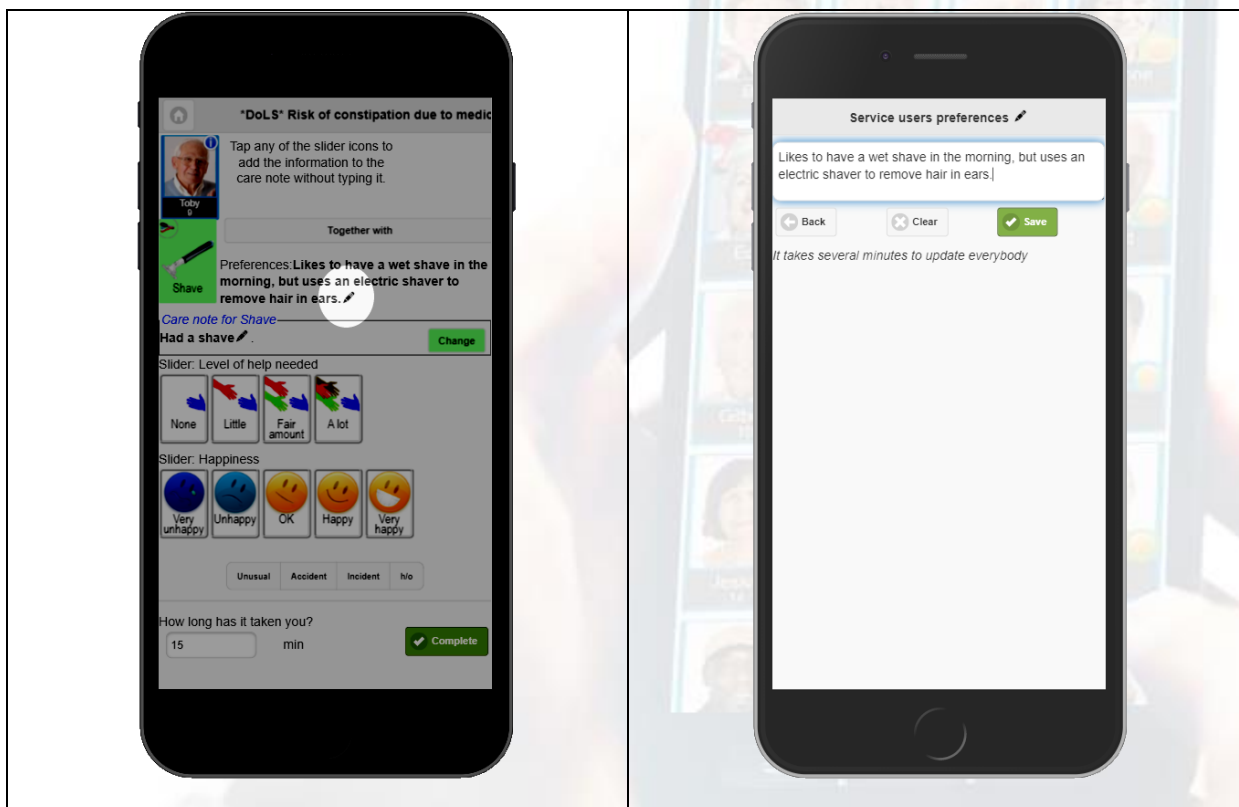 *DoLS* Risk of constipation due to medic
Tap any of the slider icons to
add the information to the
care note without typing it.
Toby
9
Together with
Shave
Preferences:Likes to have a wet shave in the
morning, but uses an electric shaver to
remove hair in ears.
Care note for Shave
Had a shave .
Change
Slider: Level of help needed
None
Little
Fair
amount
A lot
Slider: Happiness
Very
unhappy
Unhappy
OK
Happy
Very
happy
Unusual
Accident
Incident
h/o
How long has it taken you?
15
min
Complete
Service users preferences
Likes to have a wet shave in the morning, but uses an
electric shaver to remove hair in ears.
Back
Clear
Save
It takes several minutes to update everybody